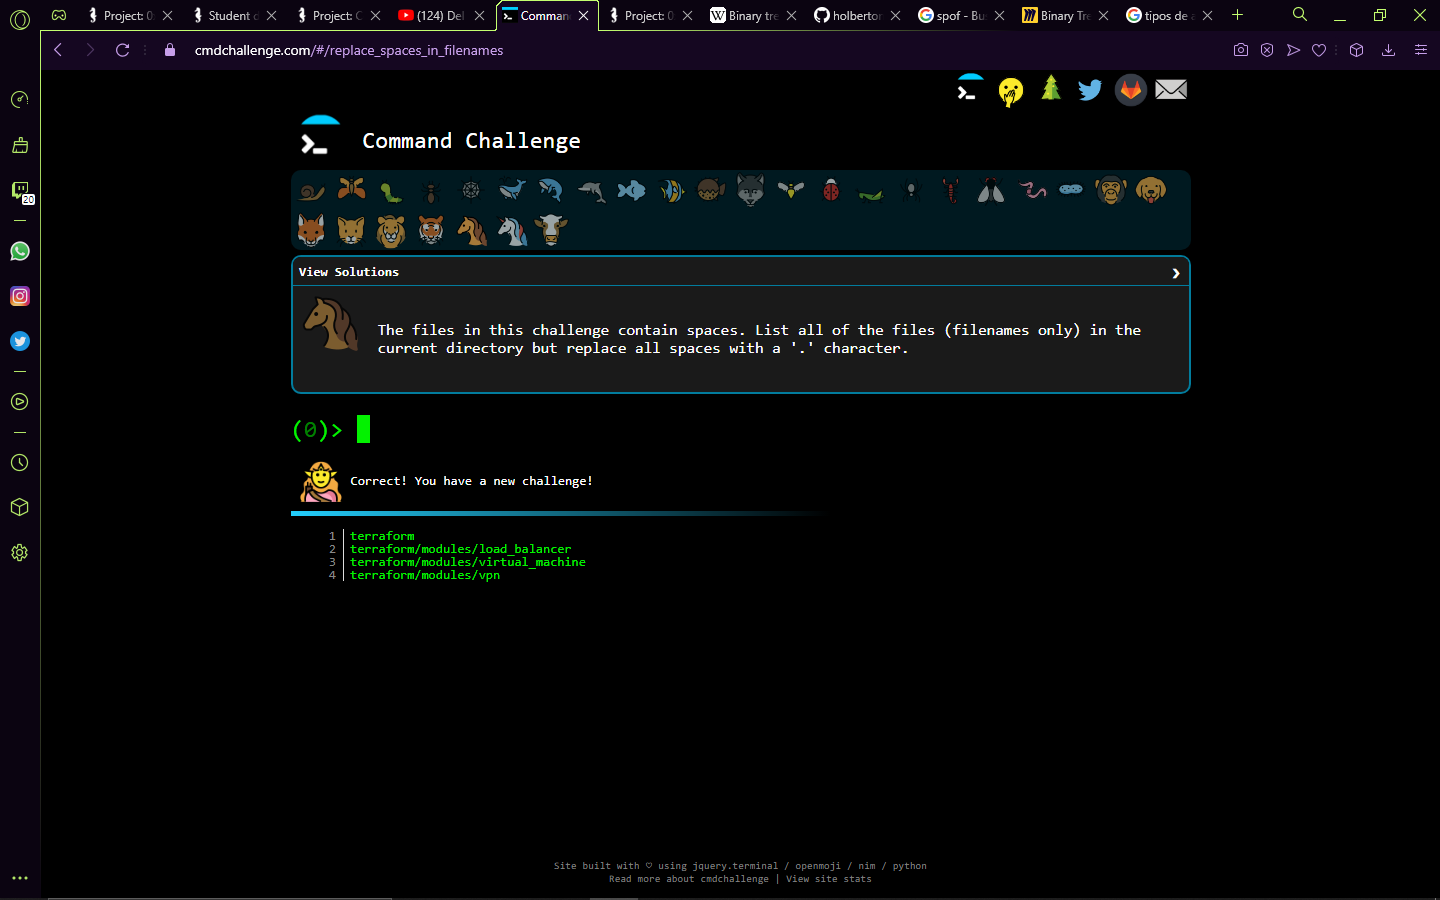 Project: 0
Student d
Project: C
(124) Del
Comman
Project: 0
Binary tre
holberton
spof - Bu
Binary Tre
tipos de a
cmdchallenge.com/#/replace_spaces_in_filenames
20
Command Challenge
View Solutions
The files in this challenge contain spaces. List all of the files (filenames only) in the
current directory but replace all spaces with a '.' character.
(0)>
Correct! You have a new challenge!
1 terraform
2 terraform/modules/load_balancer
3 terraform/modules/virtual_machine
4 terraform/modules/vpn
Site built with ♡ using jquery.terminal / openmoji / nim / python
Read more about cmdchallenge | View site stats